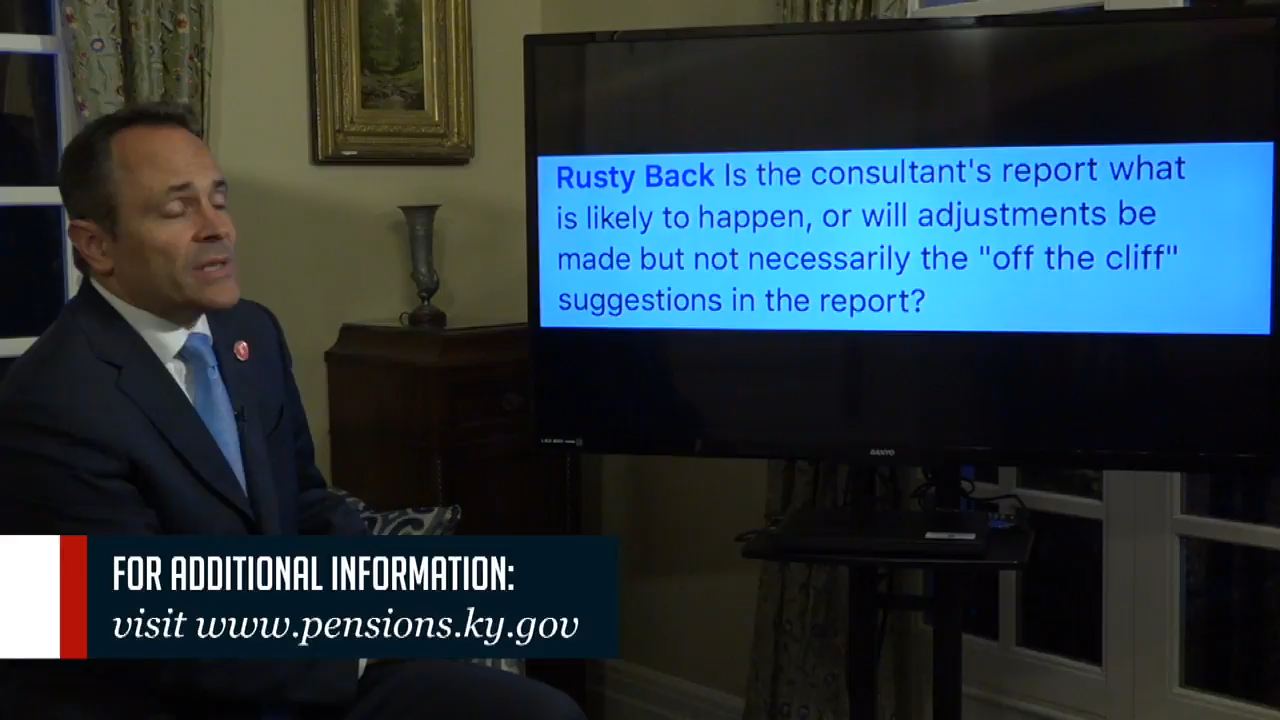 Rusty Back Is the consultant's report what
is likely to happen, or will adjustments be
made but not necessarily the "off the cliff"
suggestions in the report?
SANYO
FOR ADDITIONAL INFORMATION:
visit www.pensions.ky.gov